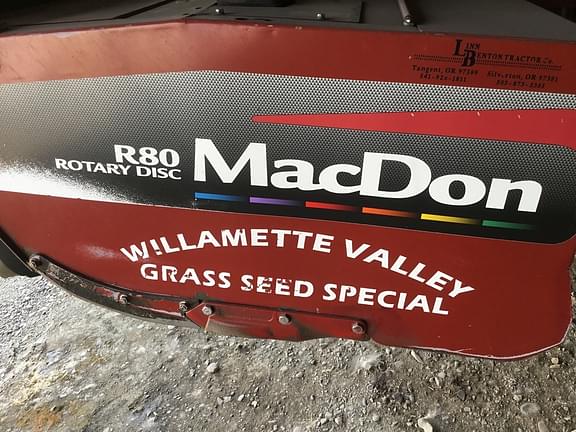 LINN
BENTON TRACTOR Co.
Tangent, OR 97389 Silverton, OR 97381
R80
ROTARY DISC
MacDon
WILLAMETTE VALLEY
GRASS SEED SPECIAL